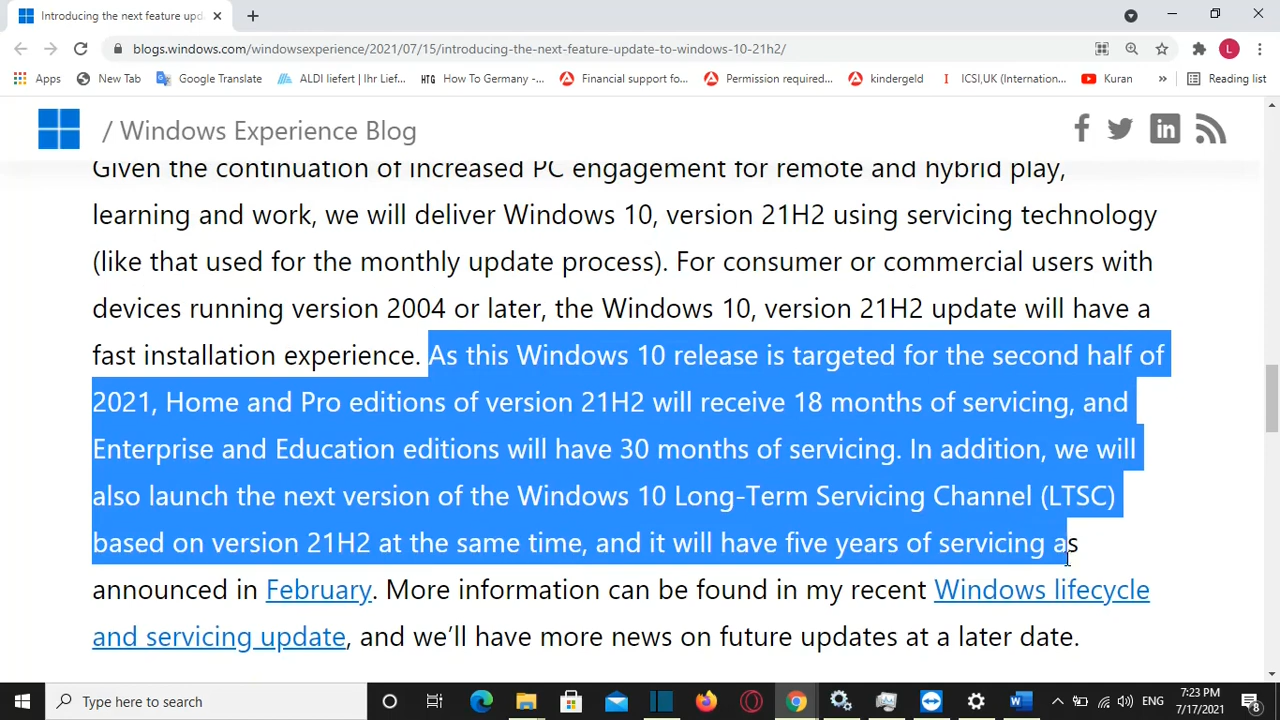 Introducing the next feature upd
blogs.windows.com/windowsexperience/2021/07/15/introducing-the-next-feature-update-to-windows-10-21h2/
L
Apps New Tab Google Translate ALDI liefert | Ihr Lief... HTG How To Germany -... Financial support fo... Permission required... kindergeld ICSI,UK (Internation... Kuran » Reading list
/ Windows Experience Blog
Given the continuation of increased PC engagement for remote and hybrid play,
learning and work, we will deliver Windows 10, version 21H2 using servicing technology
(like that used for the monthly update process). For consumer or commercial users with
devices running version 2004 or later, the Windows 10, version 21H2 update will have a
fast installation experience. As this Windows 10 release is targeted for the second half of
2021, Home and Pro editions of version 21H2 will receive 18 months of servicing, and
Enterprise and Education editions will have 30 months of servicing. In addition, we will
also launch the next version of the Windows 10 Long-Term Servicing Channel (LTSC)
based on version 21H2 at the same time, and it will have five years of servicing as
announced in February. More information can be found in my recent Windows lifecycle
and servicing update, and we’ll have more news on future updates at a later date.
Type here to search
ENG
7:23 PM
7/17/2021
8